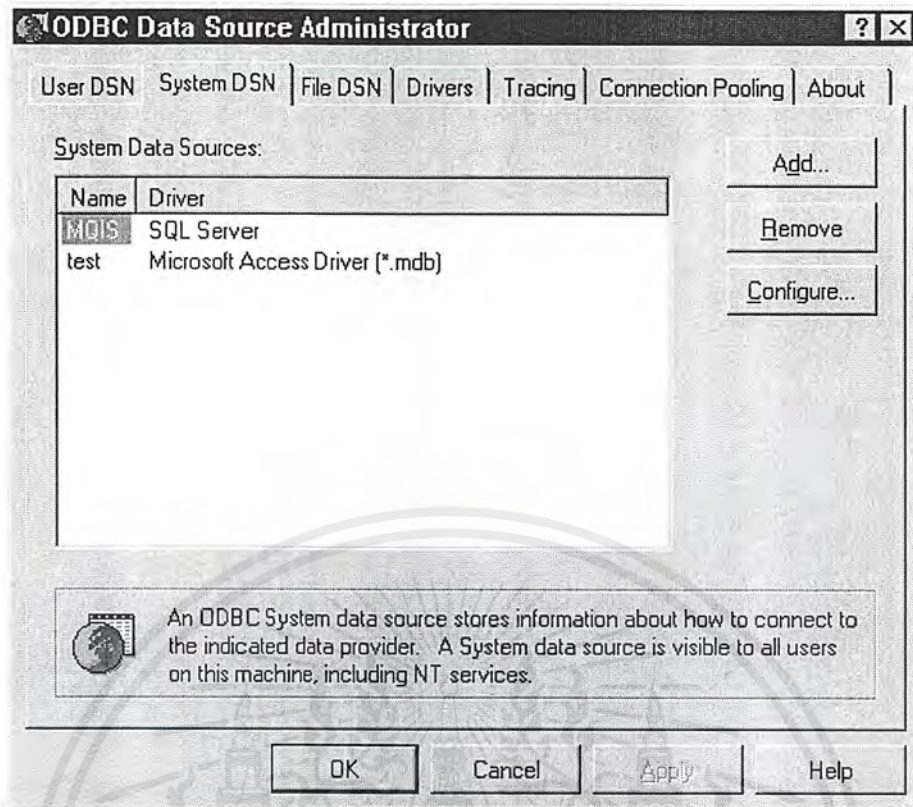 ODBC Data Source Administrator
? ×
User DSN System DSN File DSN Drivers Tracing Connection Pooling About
System Data Sources:
Name Driver
MQIS SQL Server
test Microsoft Access Driver (*.mdb)
Add...
Remove
Configure...
An ODBC System data source stores information about how to connect to
the indicated data provider. A System data source is visible to all users
on this machine, including NT services.
OK Cancel Apply Help